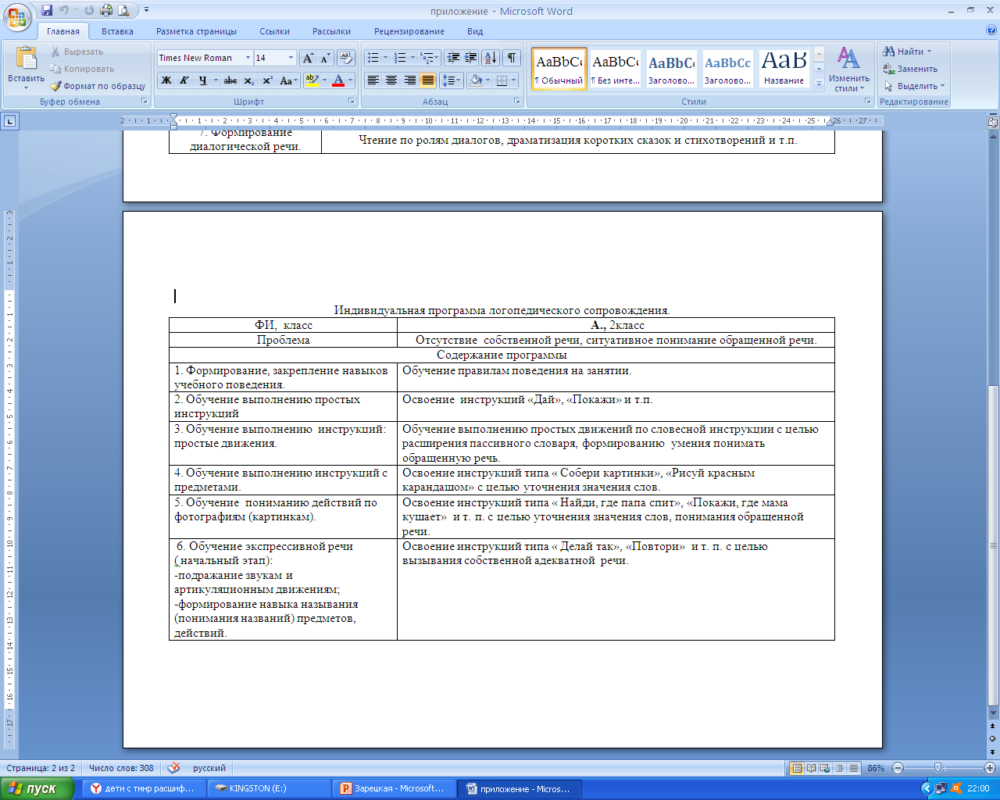 приложение - Microsoft Word
Главная Вставка Разметка страницы Ссылки Рассылки Рецензирование Вид
Вставить
Вырезать
Копировать
Формат по образцу
Буфер обмена
Times New Roman 14
Ж К Ч abc x₂ x² Aa
Шрифт
Абзац
AaBbCc AaBbCc AaBbCc AaBbCc AaB
¶ Обычный ¶ Без инте... Заголово... Заголово... Название
Изменить стили
Стили
Найти
Заменить
Выделить
Редактирование
7. Формирование
диалогической речи.
Чтение по ролям диалогов, драматизация коротких сказок и стихотворений и т.п.
Индивидуальная программа логопедического сопровождения.
ФИ, класс
А., 2класс
Проблема
Отсутствие собственной речи, ситуативное понимание обращенной речи.
Содержание программы
1. Формирование, закрепление навыков
учебного поведения.
Обучение правилам поведения на занятии.
2. Обучение выполнению простых
инструкций
Освоение инструкций «Дай», «Покажи» и т.п.
3. Обучение выполнению инструкций:
простые движения.
Обучение выполнению простых движений по словесной инструкции с целью
расширения пассивного словаря, формированию умения понимать
обращенную речь.
4. Обучение выполнению инструкций с
предметами.
Освоение инструкций типа « Собери картинки», «Рисуй красным
карандашом» с целью уточнения значения слов.
5. Обучение пониманию действий по
фотографиям (картинкам).
Освоение инструкций типа « Найди, где папа спит», «Покажи, где мама
кушает» и т. п. с целью уточнения значения слов, понимания обращенной
речи.
6. Обучение экспрессивной речи
( начальный этап):
-подражание звукам и
артикуляционным движениям;
-формирование навыка называния
(понимания названий) предметов,
действий.
Освоение инструкций типа « Делай так», «Повтори» и т. п. с целью
вызывания собственной адекватной речи.
Страница: 2 из 2 Число слов: 308 русский 86%
пуск дети с тмнр расшиф... KINGSTON (E:) Зарецкая - Microsoft... приложение - Micros... 22:00